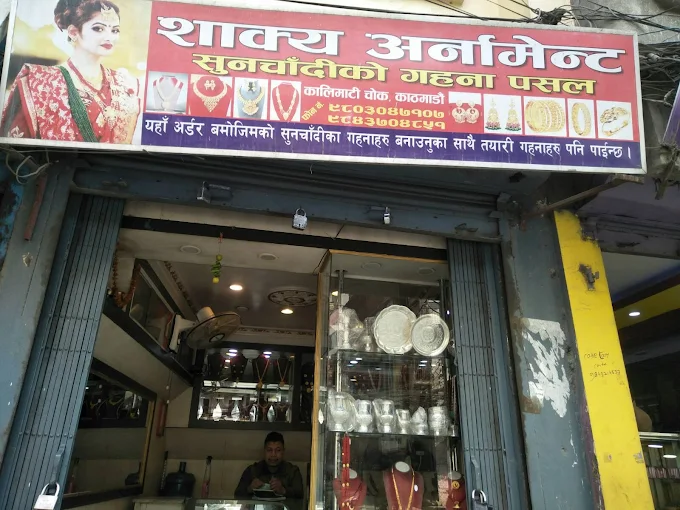 शाक्य अर्नामेन्ट
सुनचाँदीको गहना पसल
कालिमाटी चोक, काठमाडौं
फोन नं. ९८०३०४७१०७
९८४३७०४८५१
यहाँ अर्डर बमोजिमको सुनचाँदीका गहनाहरु बनाउनुका साथै तयारी गहनाहरु पनि पाईन्छ ।